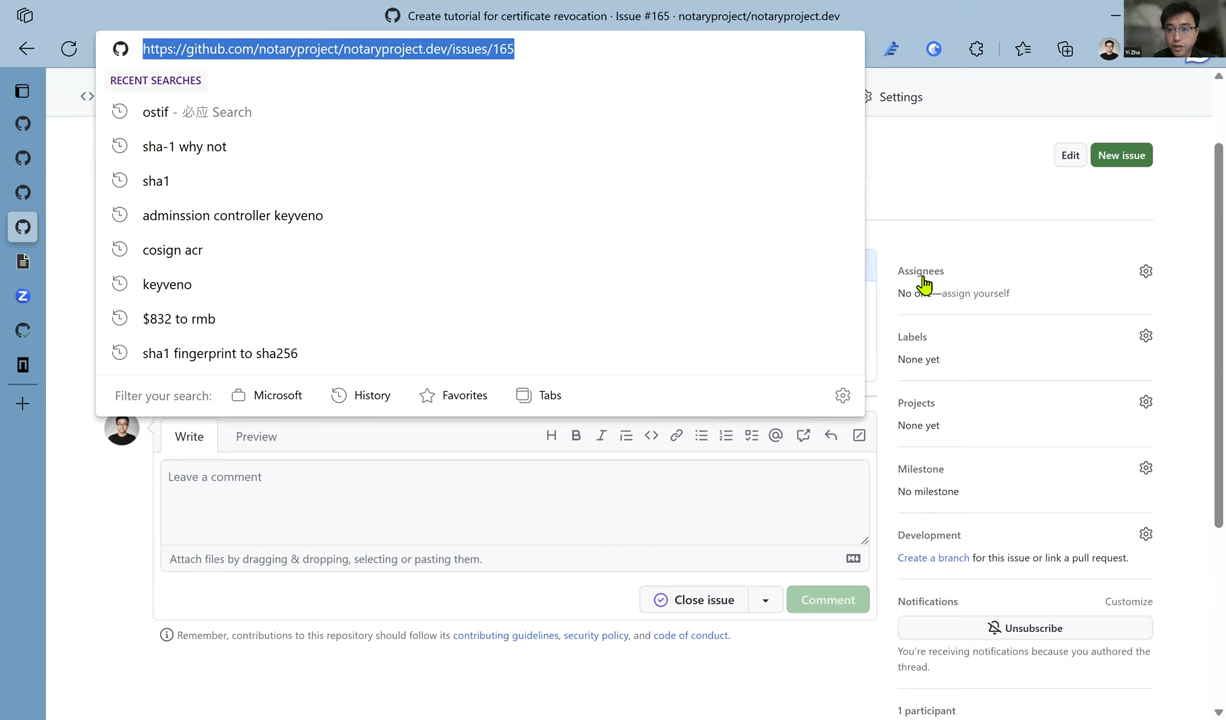 Create tutorial for certificate revocation · Issue #165 · notaryproject/notaryproject.dev
Yi Zha
https://github.com/notaryproject/notaryproject.dev/issues/165
RECENT SEARCHES
ostif - 必应 Search
sha-1 why not
sha1
adminssion controller keyveno
cosign acr
keyveno
$832 to rmb
sha1 fingerprint to sha256
Filter your search: Microsoft History Favorites Tabs
Settings
Edit New issue
Assignees
No one—assign yourself
Labels
None yet
Projects
None yet
Milestone
No milestone
Development
Create a branch for this issue or link a pull request.
Notifications Customize
Unsubscribe
You're receiving notifications because you authored the
thread.
1 participant
Write Preview
Leave a comment
Attach files by dragging & dropping, selecting or pasting them.
Close issue Comment
Remember, contributions to this repository should follow its contributing guidelines, security policy, and code of conduct.